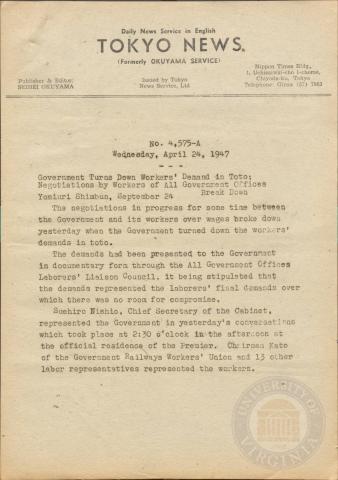 Daily News Service in English
TOKYO NEWS.
(Formerly OKUYAMA SERVICE)
Publisher & Editor:
SEIHEI OKUYAMA
Issued by Tokyo
News Service, Ltd
Nippon Times Bldg.
1, Uchisaiwai-cho 1-chome,
Chiyoda-ku, Tokyo
Telephone: Ginza (57) 7863
No. 4,575-A
Wednesday, April 24, 1947
- - -
Government Turns Down Workers' Demand in Toto;
Negotiations by Workers of All Government Offices
Break Down
Yomiuri Shimbun, September 24
The negotiations in progress for some time between
the Government and its workers over wages broke down
yesterday when the Government turned down the workers'
demands in toto.
The demands had been presented to the Government
in documentary form through the All Government Offices
Laborers' Liaison Council, it being stipulated that
the demands represented the Laborers' final demands over
which there was no room for compromise.
Suehiro Nishio, Chief Secretary of the Cabinet,
represented the Government in yesterday's conversations
which took place at 2:30 o'clock in the afternoon at
the official residence of the Premier. Chairman Kato
of the Government Railways Workers' Union and 13 other
labor representatives represented the workers.
UNIVERSITY OF
VIRGINIA